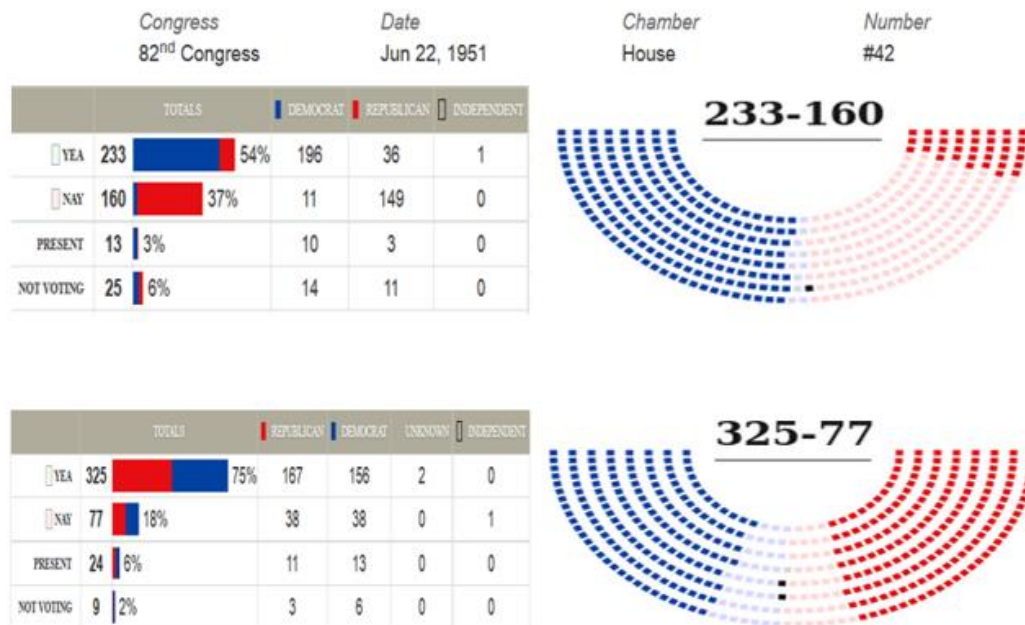 Congress Date Chamber Number
82nd Congress Jun 22, 1951 House #42
TOTALS DEMOCRAT REPUBLICAN INDEPENDENT
YEA 233 54% 196 36 1
NAY 160 37% 11 149 0
PRESENT 13 3% 10 3 0
NOT VOTING 25 6% 14 11 0
233-160
TOTALS REPUBLICAN DEMOCRAT UNKNOWN INDEPENDENT
YEA 325 75% 167 156 2 0
NAY 77 18% 38 38 0 1
PRESENT 24 6% 11 13 0 0
NOT VOTING 9 2% 3 6 0 0
325-77